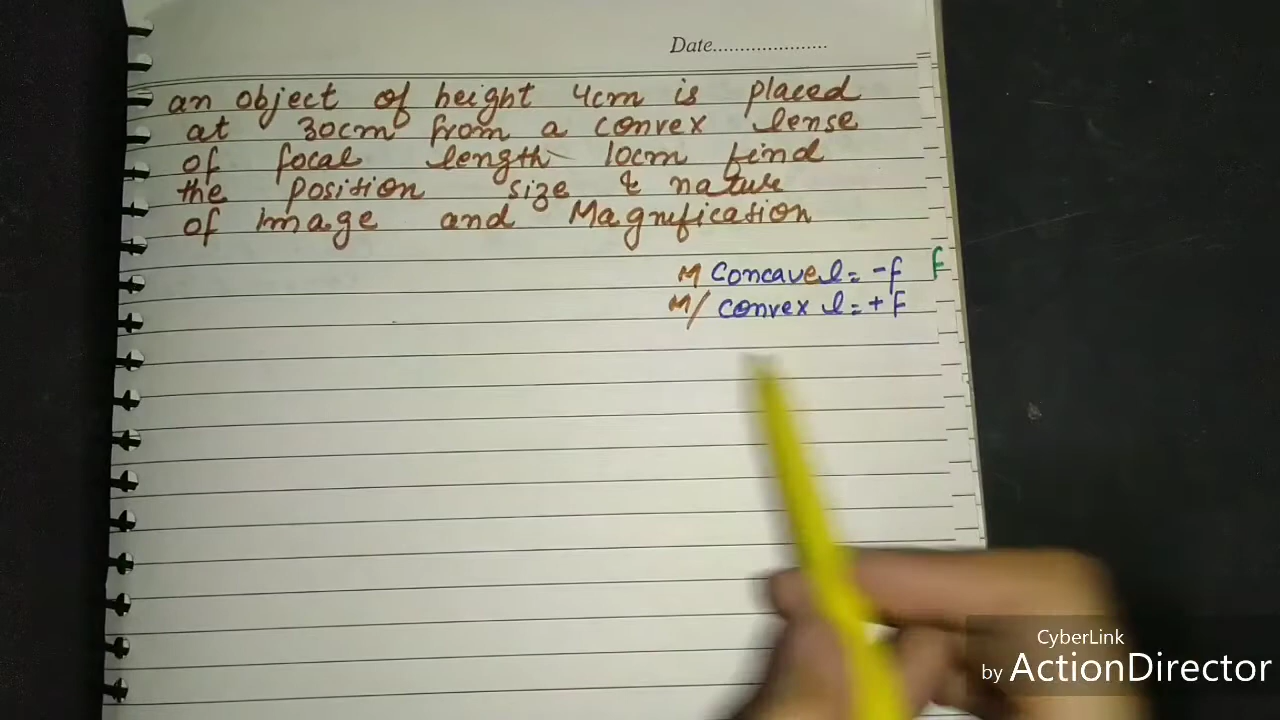 Date.....................
an object of height 4cm is placed
at 30cm from a convex lense
of focal length 10cm find
the position size & nature
of image and Magnification
M Concave l = -f f
M/ Convex l = + F
CyberLink
by ActionDirector